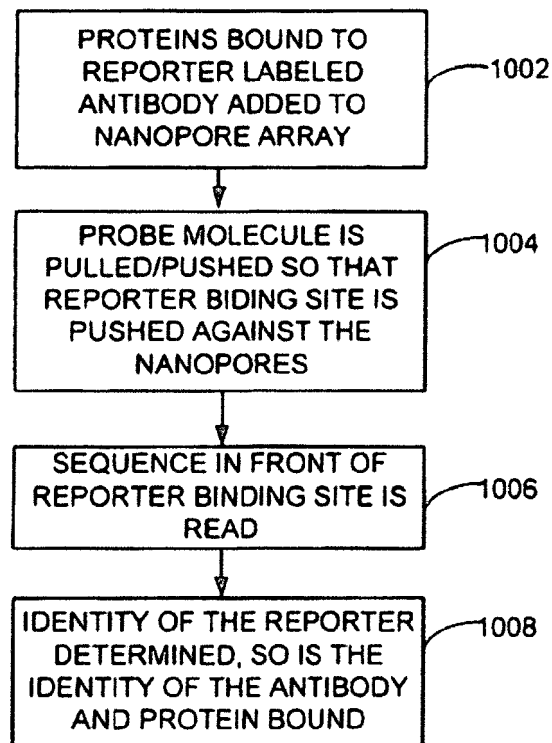 PROTEINS BOUND TO
REPORTER LABELED
ANTIBODY ADDED TO
NANOPORE ARRAY
1002
PROBE MOLECULE IS
PULLED/PUSHED SO THAT
REPORTER BIDING SITE IS
PUSHED AGAINST THE
NANOPORES
1004
SEQUENCE IN FRONT OF
REPORTER BINDING SITE IS
READ
1006
IDENTITY OF THE REPORTER
DETERMINED, SO IS THE
IDENTITY OF THE ANTIBODY
AND PROTEIN BOUND
1008